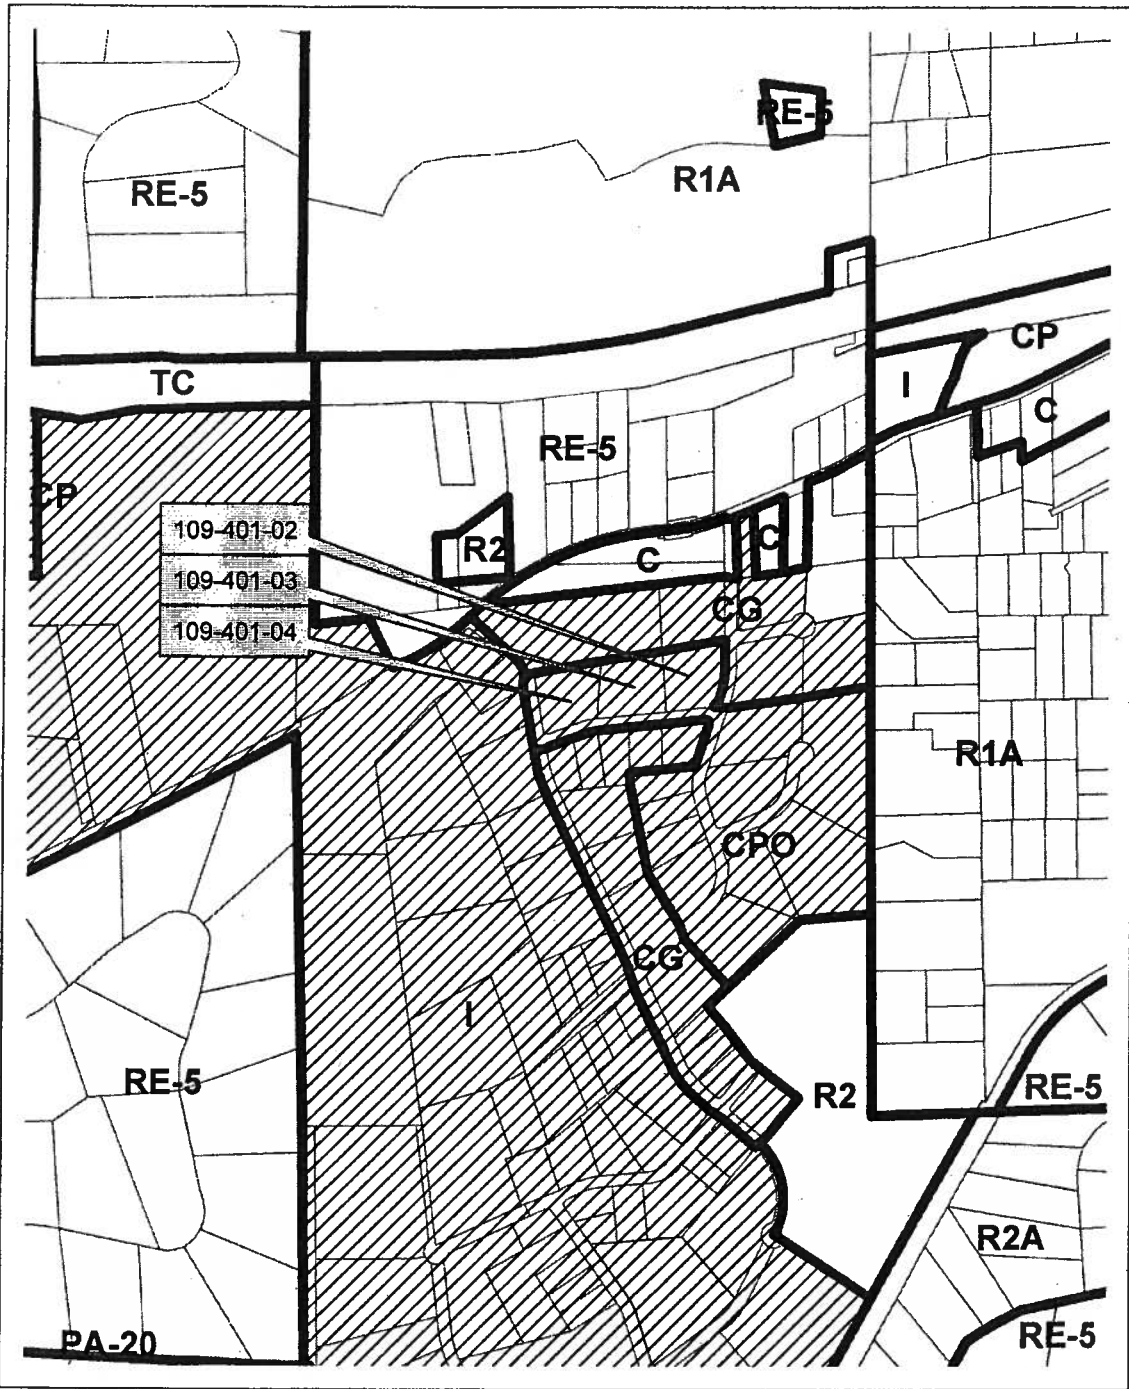 RE-5
R1A
RE-5
CP
TC
I
C
RE-5
CP
109-401-02
R2
C
C
109-401-03
CG
109-401-04
R1A
CPO
CG
I
RE-5
R2
RE-5
R2A
PA-20
RE-5